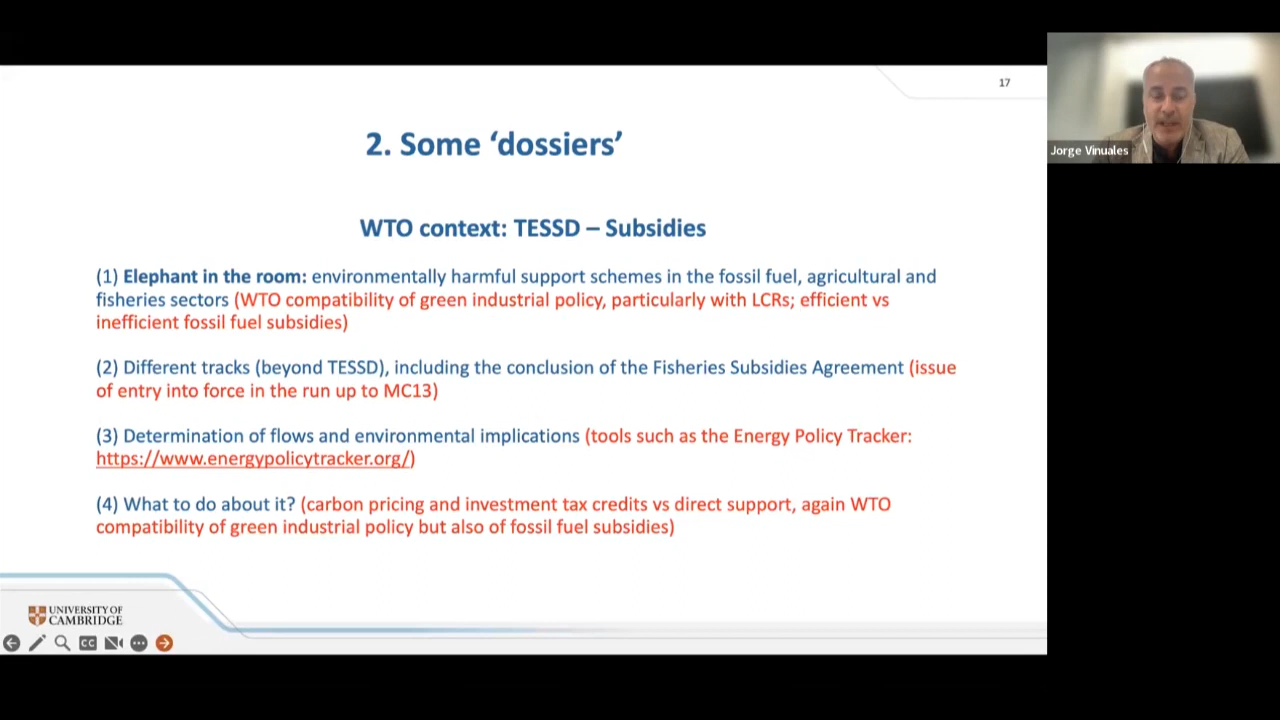 17
2. Some ‘dossiers’
WTO context: TESSD – Subsidies
(1) Elephant in the room: environmentally harmful support schemes in the fossil fuel, agricultural and
fisheries sectors (WTO compatibility of green industrial policy, particularly with LCRs; efficient vs
inefficient fossil fuel subsidies)
(2) Different tracks (beyond TESSD), including the conclusion of the Fisheries Subsidies Agreement (issue
of entry into force in the run up to MC13)
(3) Determination of flows and environmental implications (tools such as the Energy Policy Tracker:
https://www.energypolicytracker.org/)
(4) What to do about it? (carbon pricing and investment tax credits vs direct support, again WTO
compatibility of green industrial policy but also of fossil fuel subsidies)
UNIVERSITY OF
CAMBRIDGE
CC
Jorge Vinuales